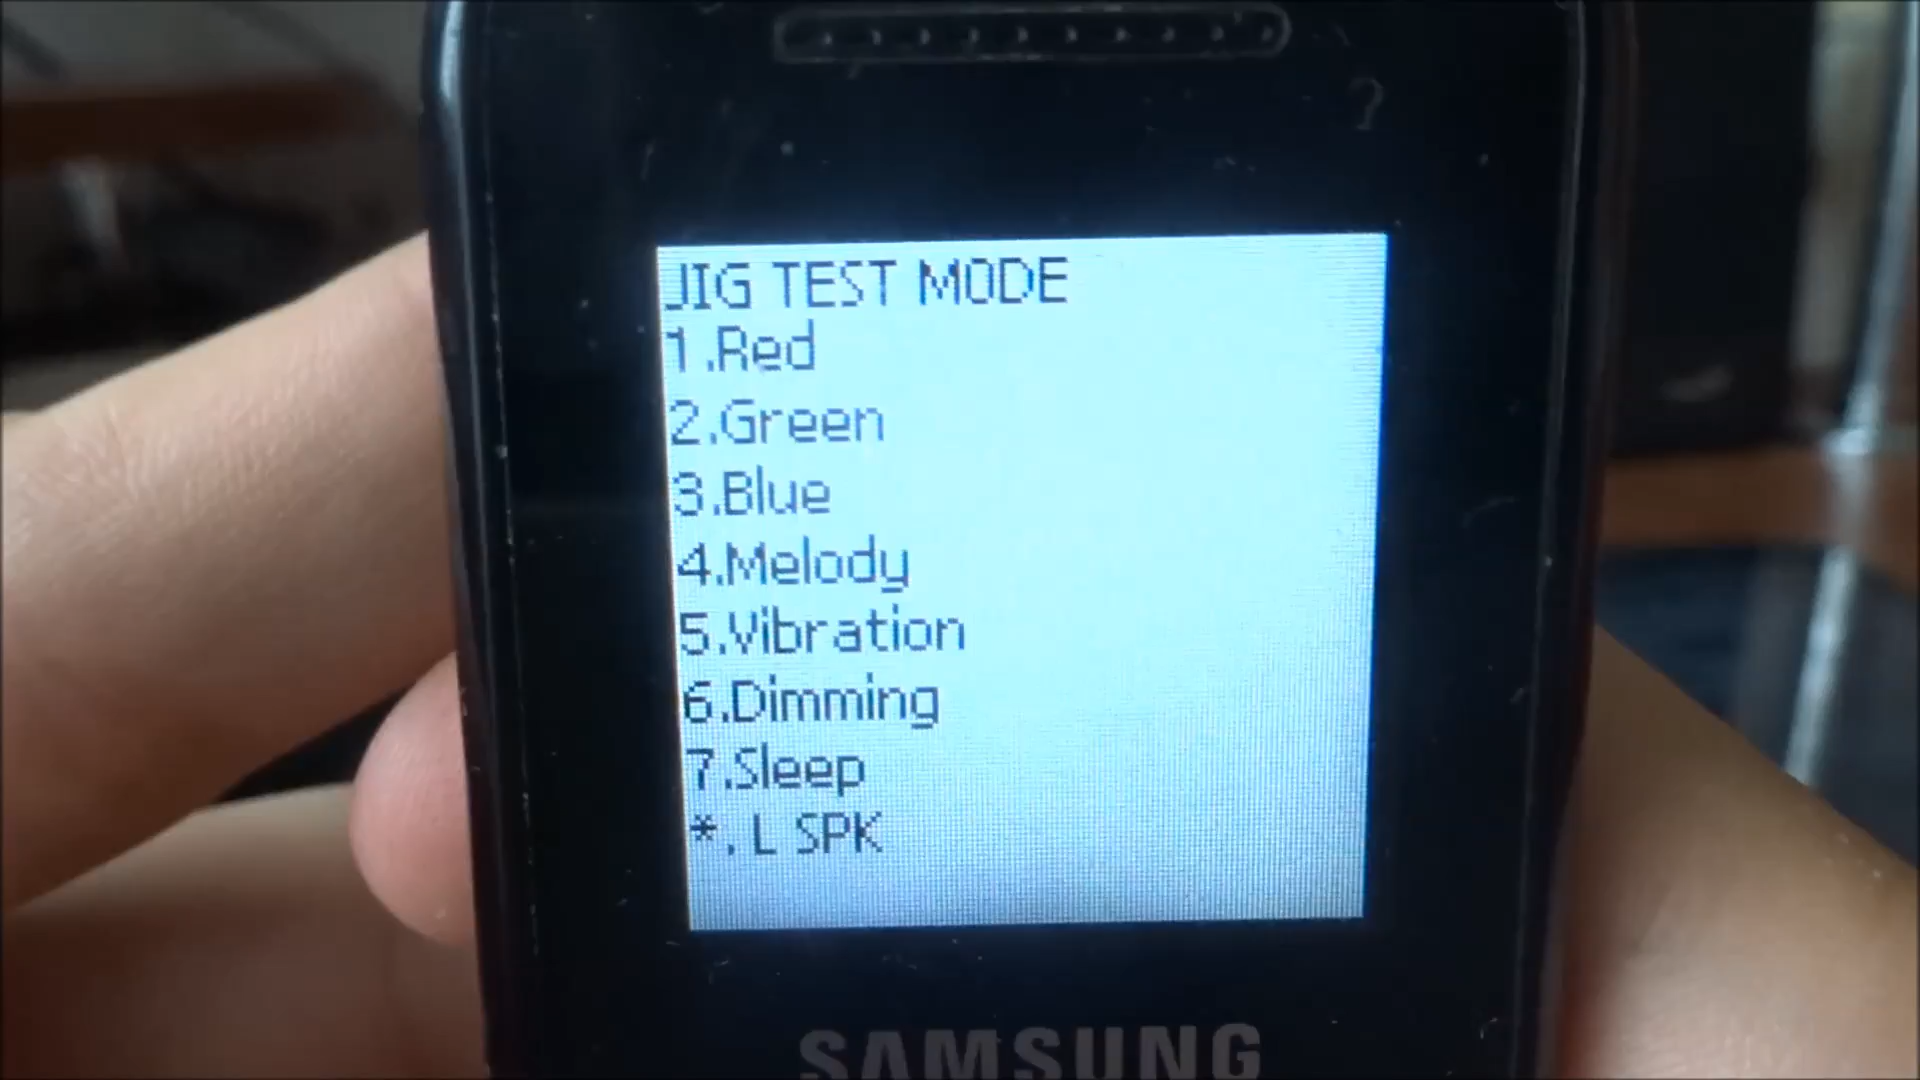 JIG TEST MODE
1.Red
2.Green
3.Blue
4.Melody
5.Vibration
6.Dimming
7.Sleep
*. L SPK
SAMSUNG